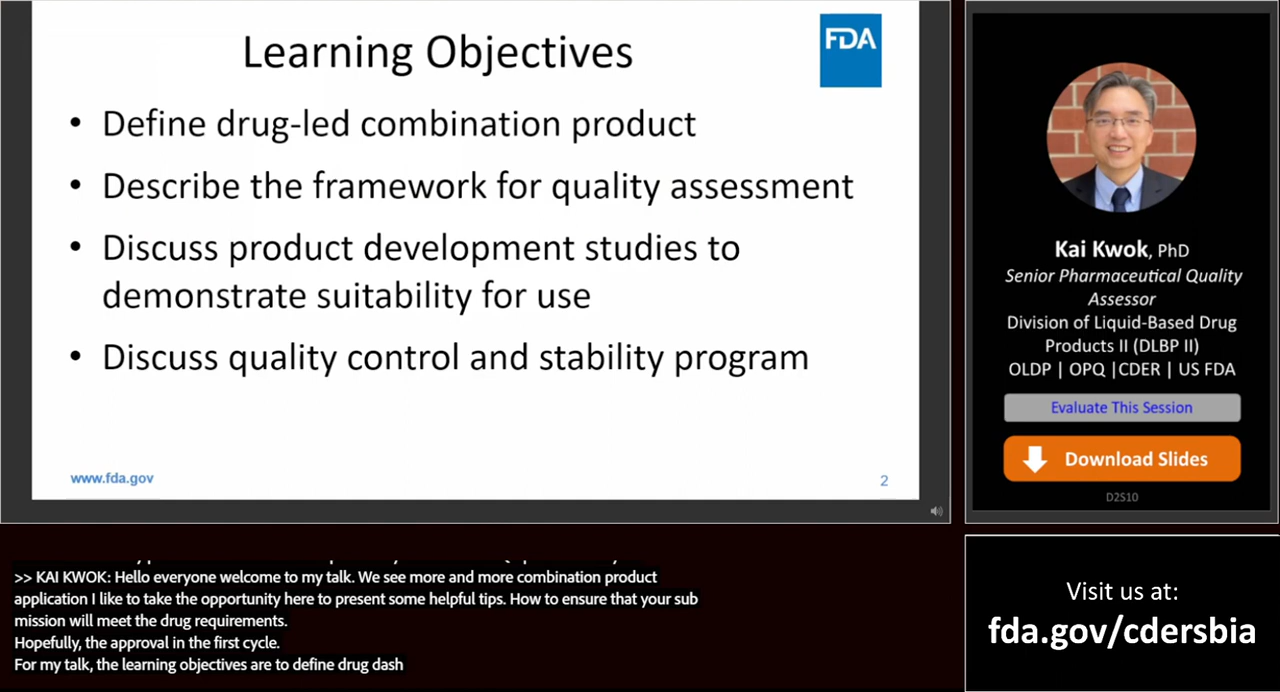 Learning Objectives
FDA
• Define drug-led combination product
• Describe the framework for quality assessment
• Discuss product development studies to
demonstrate suitability for use
• Discuss quality control and stability program
www.fda.gov
2
Kai Kwok, PhD
Senior Pharmaceutical Quality
Assessor
Division of Liquid-Based Drug
Products II (DLBP II)
OLDP | OPQ |CDER | US FDA
Evaluate This Session
Download Slides
D2S10
>> KAI KWOK: Hello everyone welcome to my talk. We see more and more combination product
application I like to take the opportunity here to present some helpful tips. How to ensure that your sub
mission will meet the drug requirements.
Hopefully, the approval in the first cycle.
For my talk, the learning objectives are to define drug dash
Visit us at:
fda.gov/cdersbia